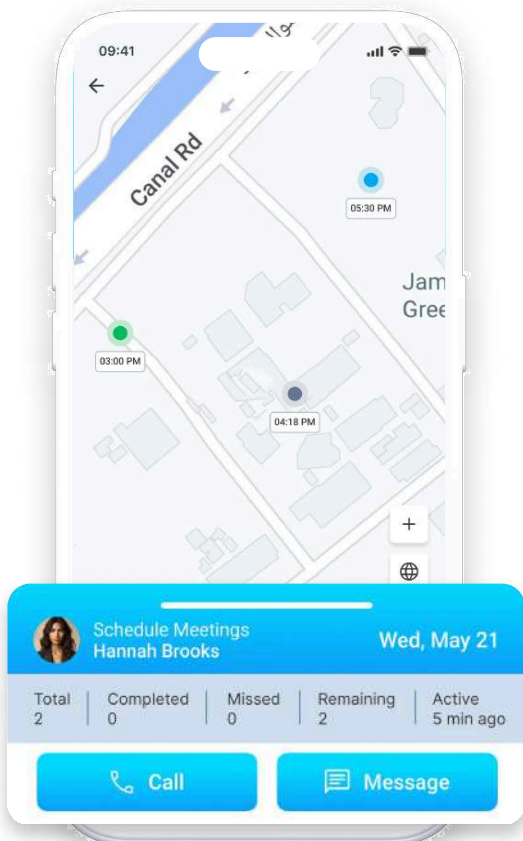 09:41
Canal Rd
05:30 PM
Jam
Gree
03:00 PM
04:18 PM
Schedule Meetings
Hannah Brooks
Wed, May 21
Total
2
Completed
0
Missed
0
Remaining
2
Active
5 min ago
Call
Message